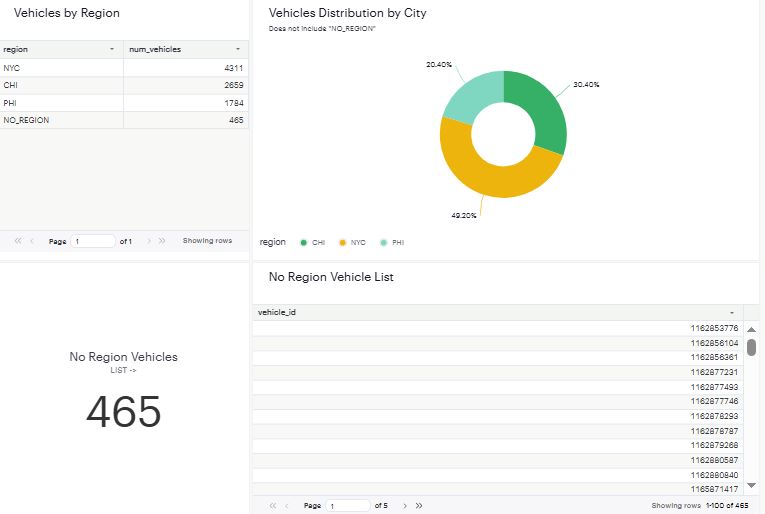 Vehicles by Region
region num_vehicles
NYC 4311
CHI 2659
PHI 1784
NO_REGION 465
Page 1 of 1 Showing rows
Vehicles Distribution by City
Does not include "NO_REGION"
20.40%
30.40%
49.20%
region CHI NYC PHI
No Region Vehicles
LIST ->
465
No Region Vehicle List
vehicle_id
1162853776
1162856104
1162856361
1162877231
1162877493
1162877746
1162878293
1162878787
1162879268
1162880587
1162880840
1165871417
Page 1 of 5 Showing rows 1-100 of 465